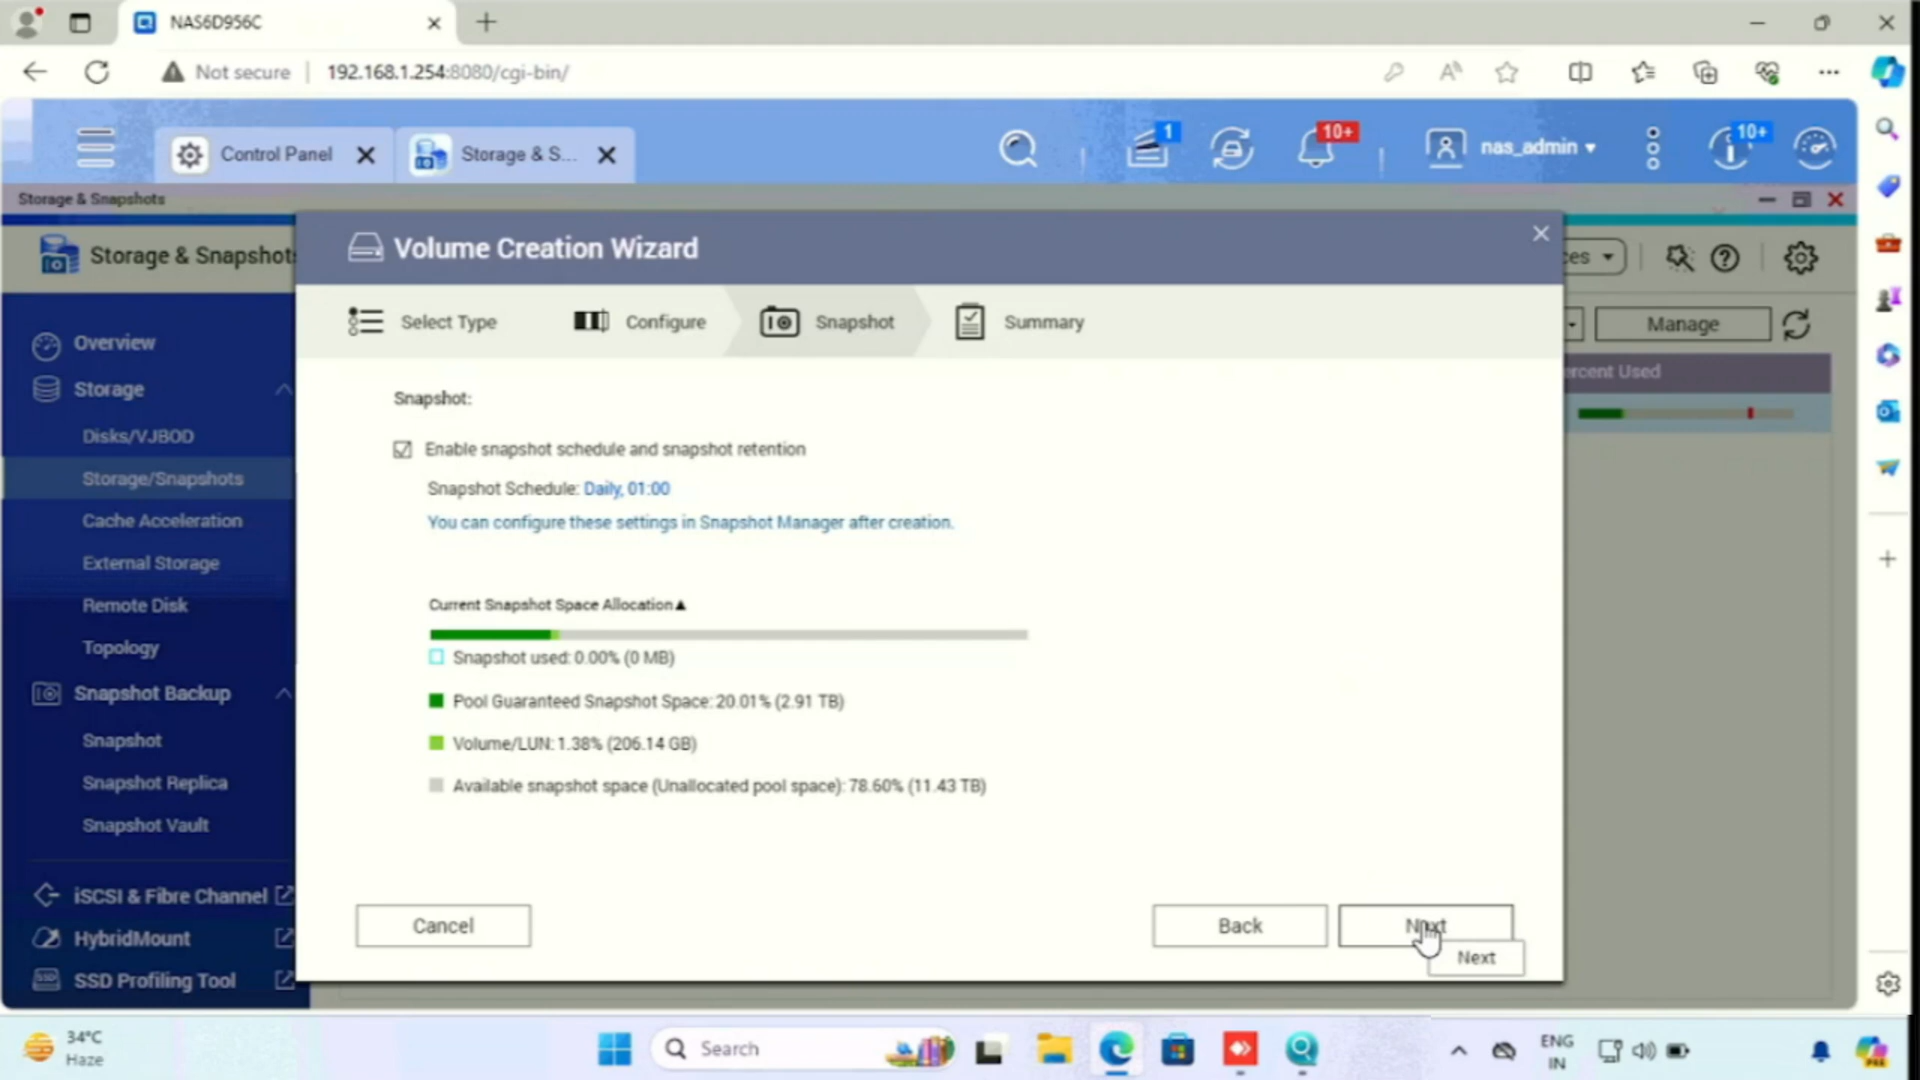 NAS6D956C
Not secure
192.168.1.254:8080/cgi-bin/
Control Panel
Storage & S...
1
10+
nas_admin
10+
Storage & Snapshots
Storage & Snapshots
Volume Creation Wizard
Select Type
Configure
Snapshot
Summary
Manage
Overview
Storage
Disks/VJBOD
Storage/Snapshots
Cache Acceleration
External Storage
Remote Disk
Topology
Snapshot Backup
Snapshot
Snapshot Replica
Snapshot Vault
iSCSI & Fibre Channel
HybridMount
SSD Profiling Tool
ercent Used
Snapshot:
Enable snapshot schedule and snapshot retention
Snapshot Schedule: Daily, 01:00
You can configure these settings in Snapshot Manager after creation.
Current Snapshot Space Allocation▲
Snapshot used: 0.00% (0 MB)
Pool Guaranteed Snapshot Space: 20.01% (2.91 TB)
Volume/LUN: 1.38% (206.14 GB)
Available snapshot space (Unallocated pool space): 78.60% (11.43 TB)
Cancel
Back
Next
Next
34°C
Haze
Search
ENG
IN